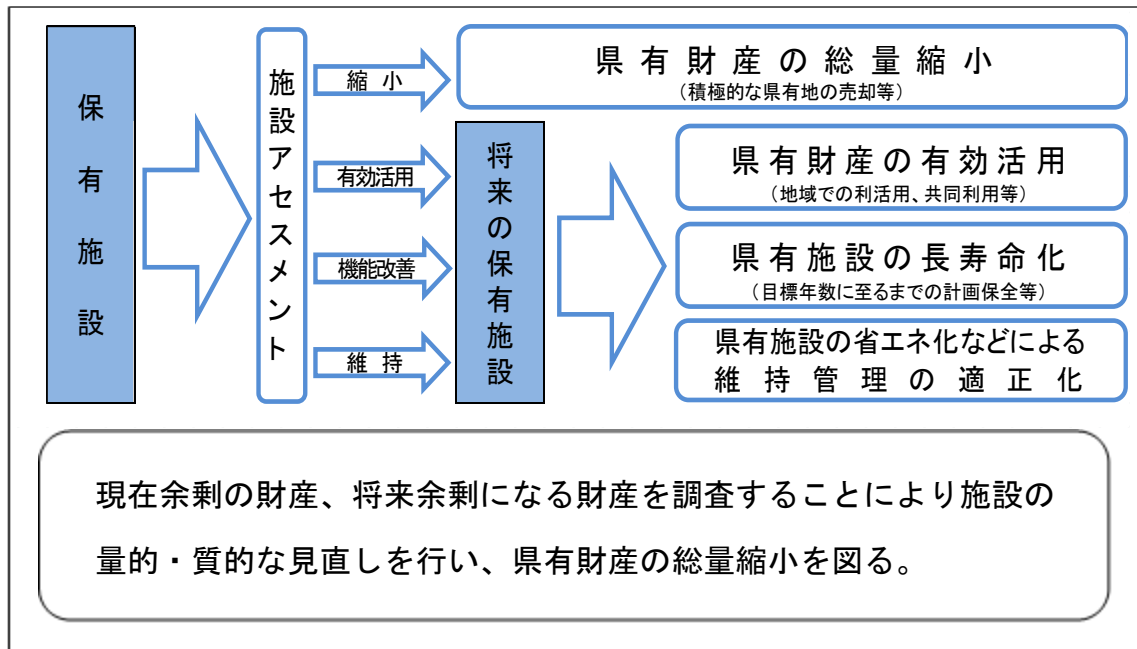 保有施設
施設アセスメント
縮小
県有財産の総量縮小
(積極的な県有地の売却等)
有効活用
機能改善
維持
将来の保有施設
県有財産の有効活用
(地域での利活用、共同利用等)
県有施設の長寿命化
(目標年数に至るまでの計画保全等)
県有施設の省エネ化などによる
維持管理の適正化
現在余剰の財産、将来余剰になる財産を調査することにより施設の
量的・質的な見直しを行い、県有財産の総量縮小を図る。